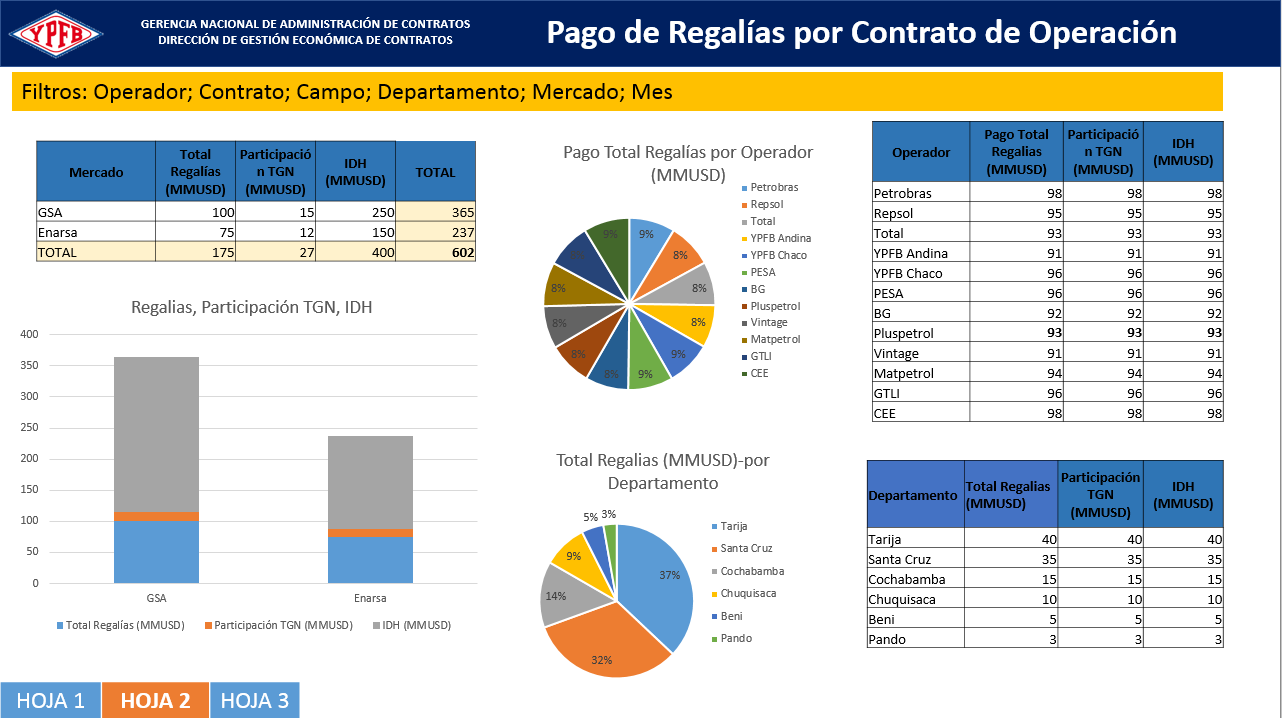 YPFB
GERENCIA NACIONAL DE ADMINISTRACIÓN DE CONTRATOS
DIRECCIÓN DE GESTIÓN ECONÓMICA DE CONTRATOS
Pago de Regalías por Contrato de Operación
Filtros: Operador; Contrato; Campo; Departamento; Mercado; Mes
Mercado Total Regalías (MMUSD) Participació n TGN (MMUSD) IDH (MMUSD) TOTAL
GSA 100 15 250 365
Enarsa 75 12 150 237
TOTAL 175 27 400 602
Regalias, Participación TGN, IDH
400
350
300
250
200
150
100
50
0
GSA Enarsa
Total Regalías (MMUSD) Participación TGN (MMUSD) IDH (MMUSD)
Pago Total Regalías por Operador
(MMUSD)
9%
8%
8%
8%
9%
9%
8%
8%
8%
8%
9%
Petrobras
Repsol
Total
YPFB Andina
YPFB Chaco
PESA
BG
Pluspetrol
Vintage
Matpetrol
GTLI
CEE
Total Regalias (MMUSD)-por
Departamento
37%
32%
14%
9%
5%
3%
Tarija
Santa Cruz
Cochabamba
Chuquisaca
Beni
Pando
Operador Pago Total Regalias (MMUSD) Participació n TGN (MMUSD) IDH (MMUSD)
Petrobras 98 98 98
Repsol 95 95 95
Total 93 93 93
YPFB Andina 91 91 91
YPFB Chaco 96 96 96
PESA 96 96 96
BG 92 92 92
Pluspetrol 93 93 93
Vintage 91 91 91
Matpetrol 94 94 94
GTLI 96 96 96
CEE 98 98 98
Departamento Total Regalias (MMUSD) Participación TGN (MMUSD) IDH (MMUSD)
Tarija 40 40 40
Santa Cruz 35 35 35
Cochabamba 15 15 15
Chuquisaca 10 10 10
Beni 5 5 5
Pando 3 3 3
HOJA 1 HOJA 2 HOJA 3